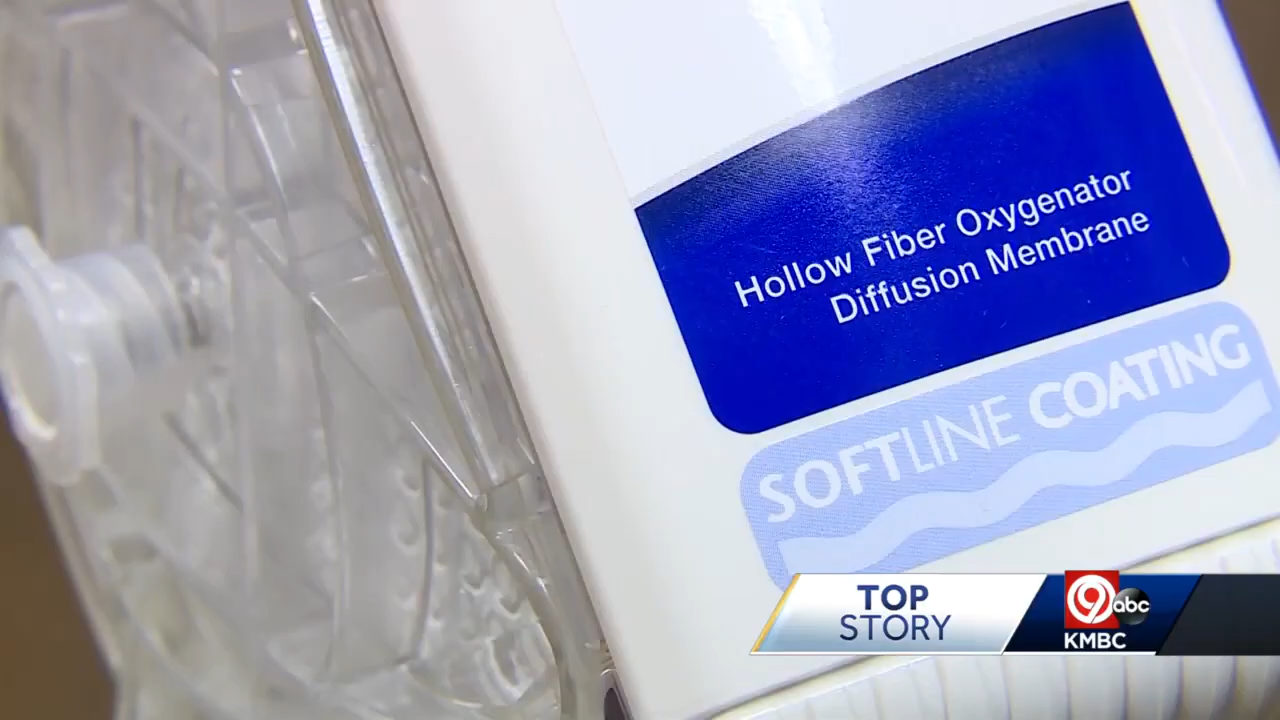 Hollow Fiber Oxygenator
Diffusion Membrane
SOFTLINE COATING
TOP
STORY
9
abc
KMBC